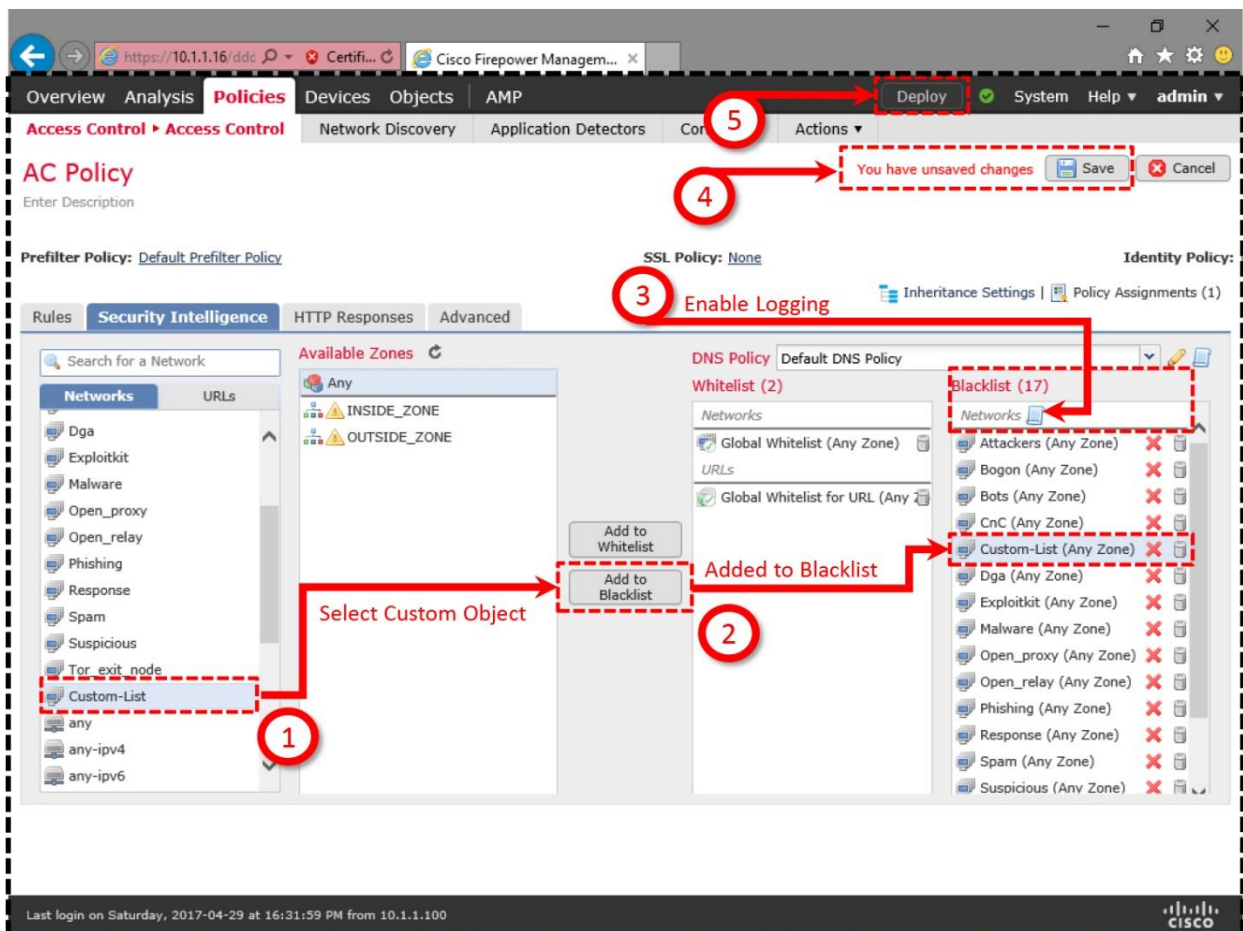 https://10.1.1.16/ddc
Certifi...
Cisco Firepower Managem...
Overview Analysis Policies Devices Objects AMP
5
Deploy
System Help admin
Access Control ▸ Access Control Network Discovery Application Detectors Actions
AC Policy
You have unsaved changes Save Cancel
4
Enter Description
Prefilter Policy: Default Prefilter Policy
SSL Policy: None
Identity Policy:
3 Enable Logging
Inheritance Settings | Policy Assignments (1)
Rules Security Intelligence HTTP Responses Advanced
Search for a Network
Networks URLs
Dga
Exploitkit
Malware
Open_proxy
Open_relay
Phishing
Response
Spam
Suspicious
Tor_exit_node
Custom-List
any
any-ipv4
any-ipv6
1
Available Zones
Any
INSIDE_ZONE
OUTSIDE_ZONE
Select Custom Object
Add to
Whitelist
Add to
Blacklist
Added to Blacklist
2
DNS Policy Default DNS Policy
Whitelist (2)
Networks
Global Whitelist (Any Zone)
URLs
Global Whitelist for URL (Any
Blacklist (17)
Networks
Attackers (Any Zone)
Bogon (Any Zone)
Bots (Any Zone)
CnC (Any Zone)
Custom-List (Any Zone)
Dga (Any Zone)
Exploitkit (Any Zone)
Malware (Any Zone)
Open_proxy (Any Zone)
Open_relay (Any Zone)
Phishing (Any Zone)
Response (Any Zone)
Spam (Any Zone)
Suspicious (Any Zone)
Last login on Saturday, 2017-04-29 at 16:31:59 PM from 10.1.1.100
CISCO